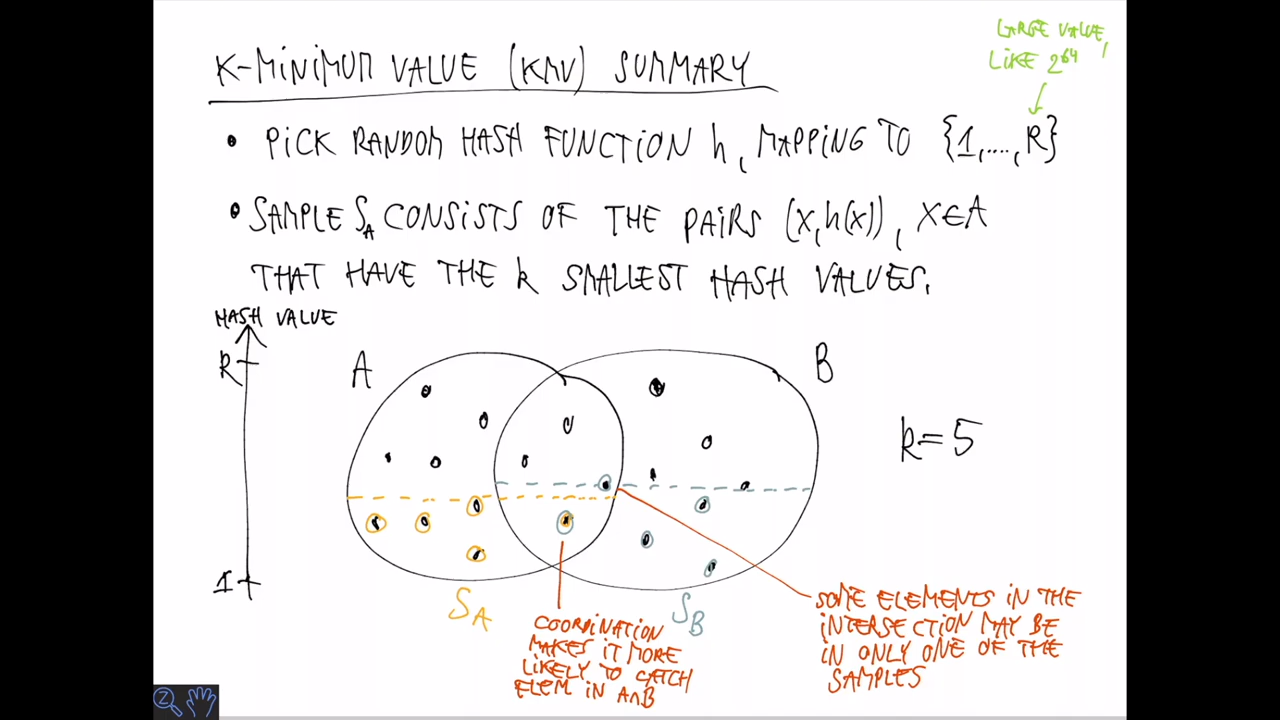 K-MINIMUM VALUE (KMV) SUMMARY
LARGE VALUE,
LIKE 2^64
• PICK RANDOM HASH FUNCTION h, MAPPING TO {1,....,R}
• SAMPLE S_A CONSISTS OF THE PAIRS (x,h(x)), x∈A
THAT HAVE THE k SMALLEST HASH VALUES.
HASH VALUE
R
A
B
k=5
1
S_A
S_B
COORDINATION
MAKES IT MORE
LIKELY TO CATCH
ELEM IN A∩B
SOME ELEMENTS IN THE
INTERSECTION MAY BE
IN ONLY ONE OF THE
SAMPLES